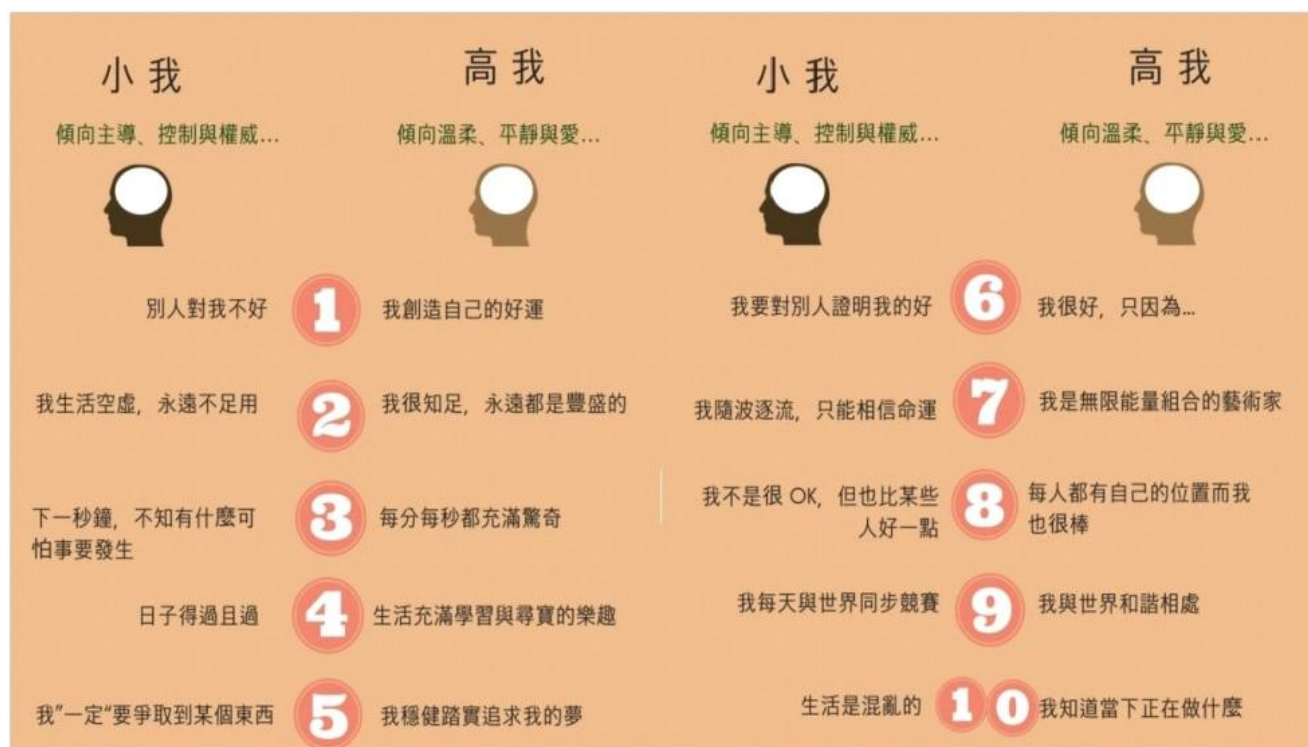 小我
高我
傾向主導、控制與權威...
傾向溫柔、平靜與愛...
別人對我不好
1
我創造自己的好運
我生活空虛，永遠不足用
2
我很知足，永遠都是豐盛的
下一秒鐘，不知有什麼可
怕事要發生
3
每分每秒都充滿驚奇
日子得過且過
4
生活充滿學習與尋寶的樂趣
我"一定"要爭取到某個東西
5
我穩健踏實追求我的夢
小我
高我
傾向主導、控制與權威...
傾向溫柔、平靜與愛...
我要對別人證明我的好
6
我很好，只因為...
我隨波逐流，只能相信命運
7
我是無限能量組合的藝術家
我不是很 OK，但也比某些
人好一點
8
每人都有自己的位置而我
也很棒
我每天與世界同步競賽
9
我與世界和諧相處
生活是混亂的
10
我知道當下正在做什麼